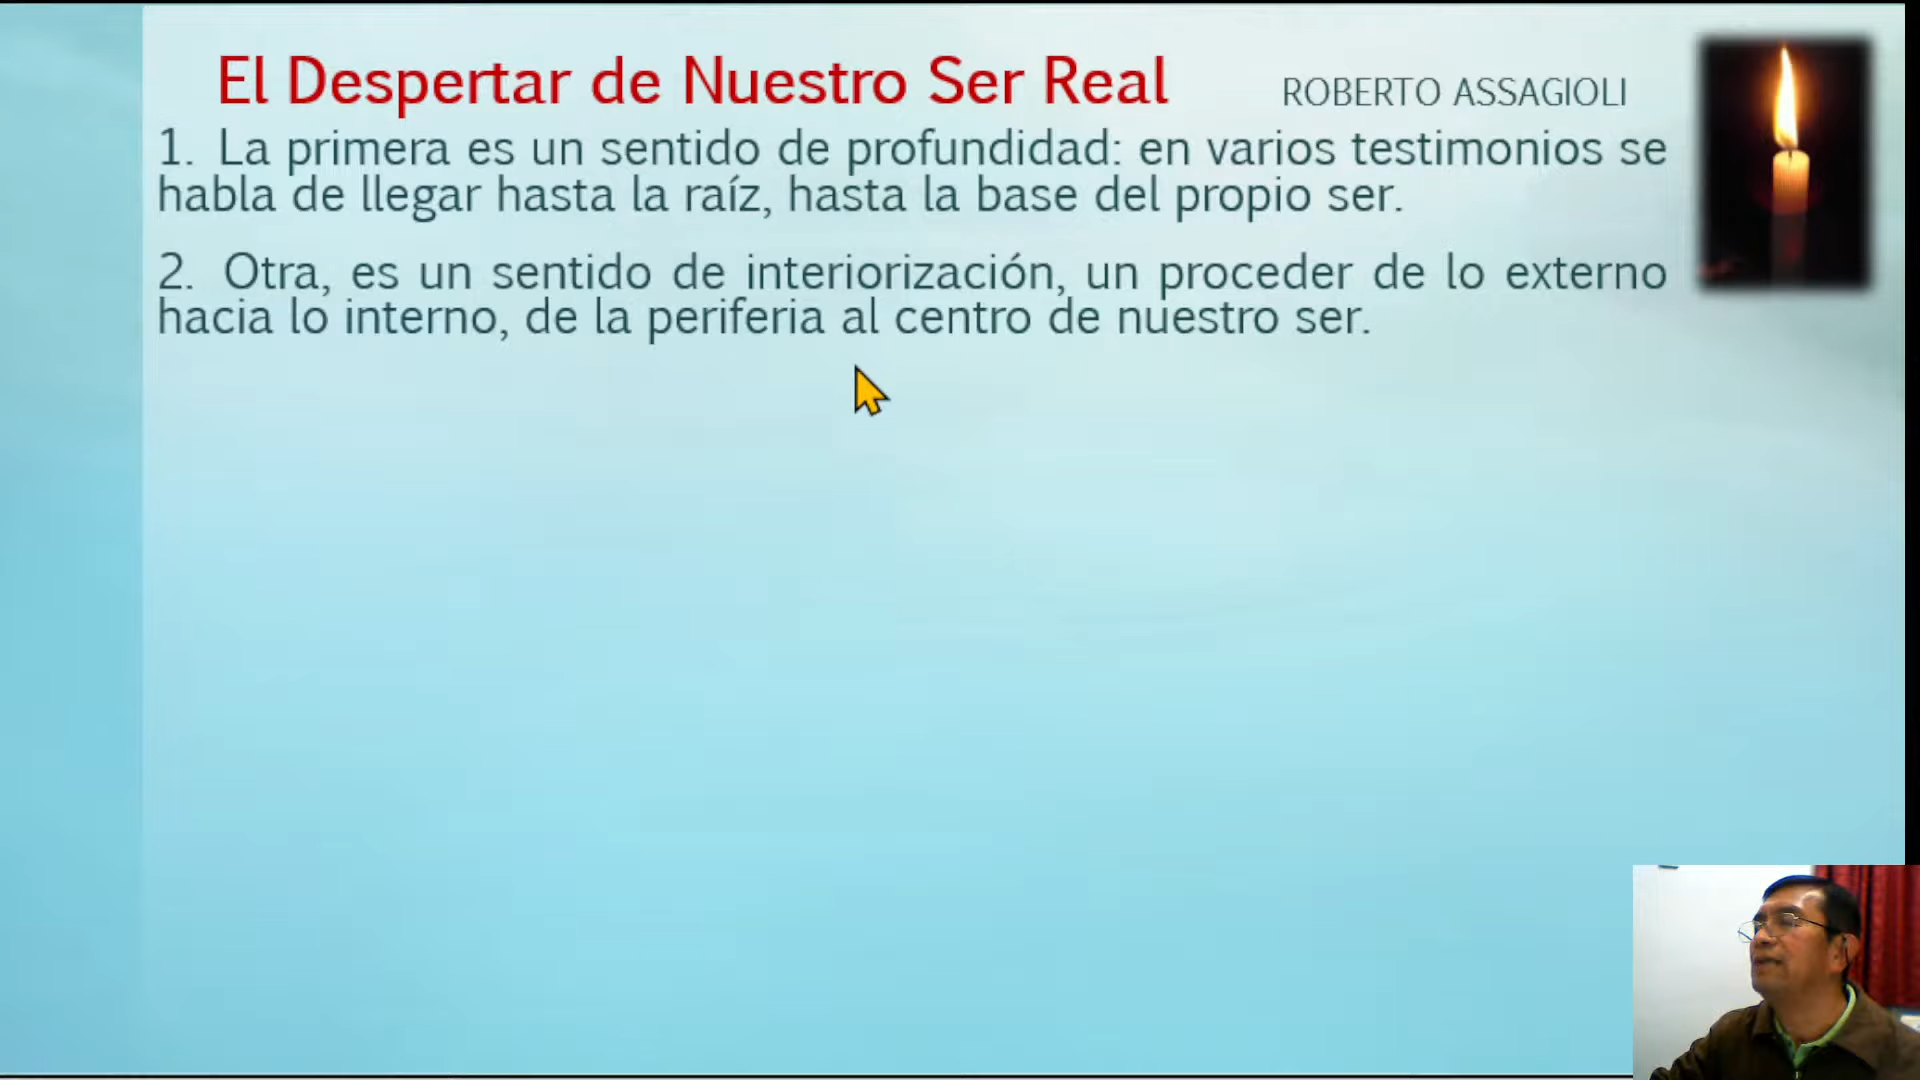 El Despertar de Nuestro Ser Real
ROBERTO ASSAGIOLI
1. La primera es un sentido de profundidad: en varios testimonios se
habla de llegar hasta la raíz, hasta la base del propio ser.
2. Otra, es un sentido de interiorización, un proceder de lo externo
hacia lo interno, de la periferia al centro de nuestro ser.